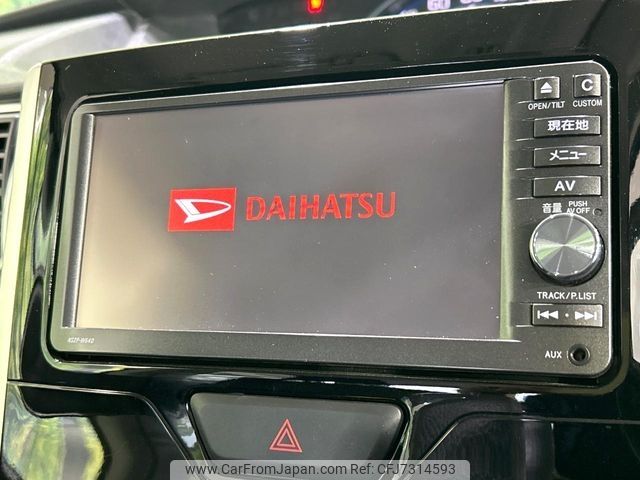 OPEN/TILT
C
CUSTOM
現在地
メニュー
AV
音量 PUSH AV OFF
DAIHATSU
TRACK/P.LIST
AUX
www.CarFromJapan.com - CFJ7314593